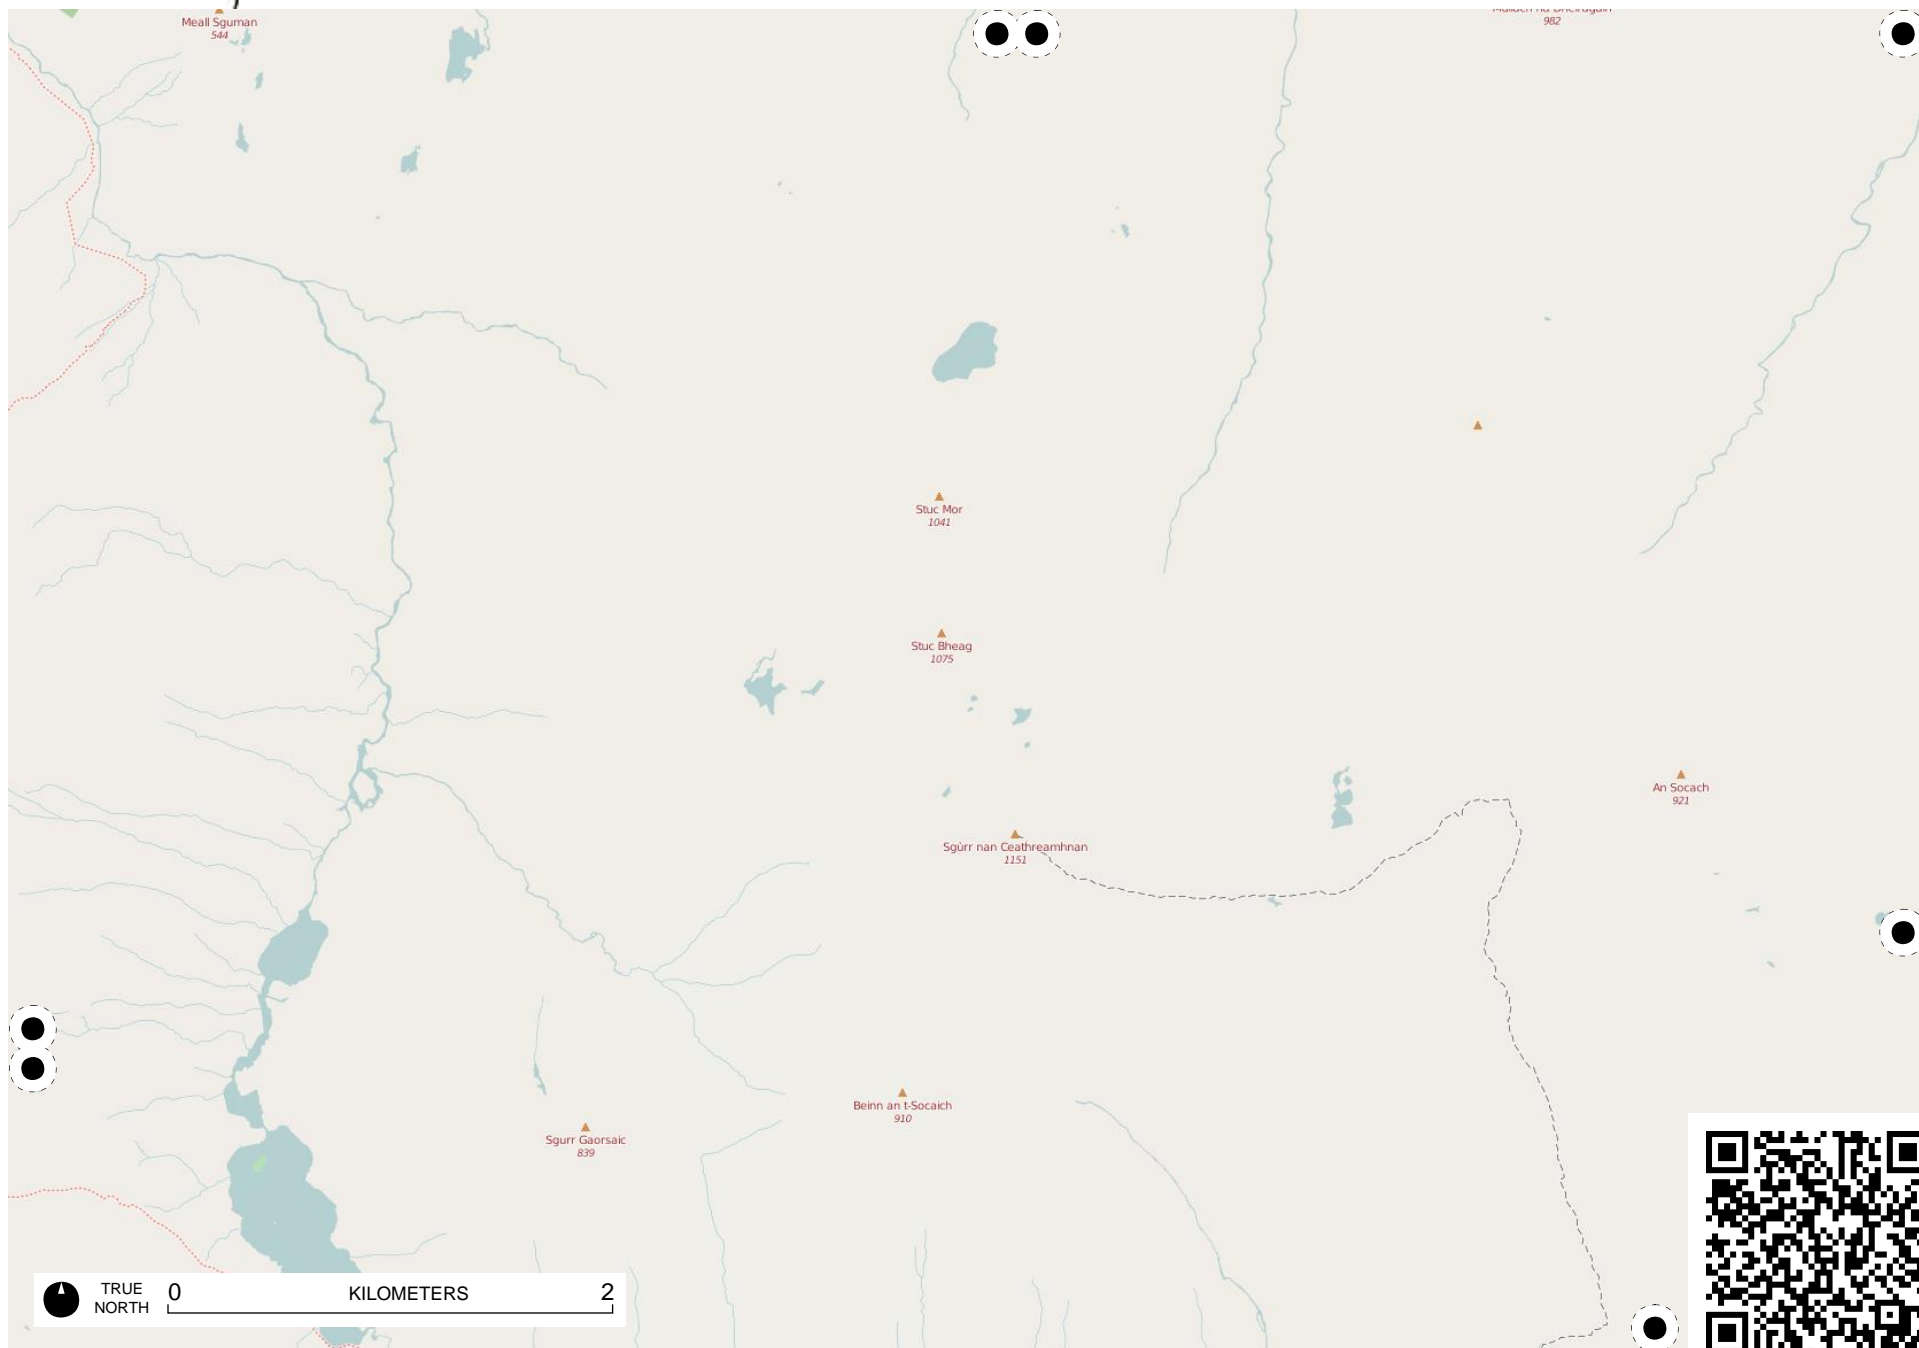 Meall Sguman
544
982
Stuc Mor
1041
Stuc Bheag
1075
An Socach
921
Sgùrr nan Ceathreamhnan
1151
Beinn an t-Socaich
910
Sgurr Gaorsaic
839
TRUE
NORTH
0 KILOMETERS 2